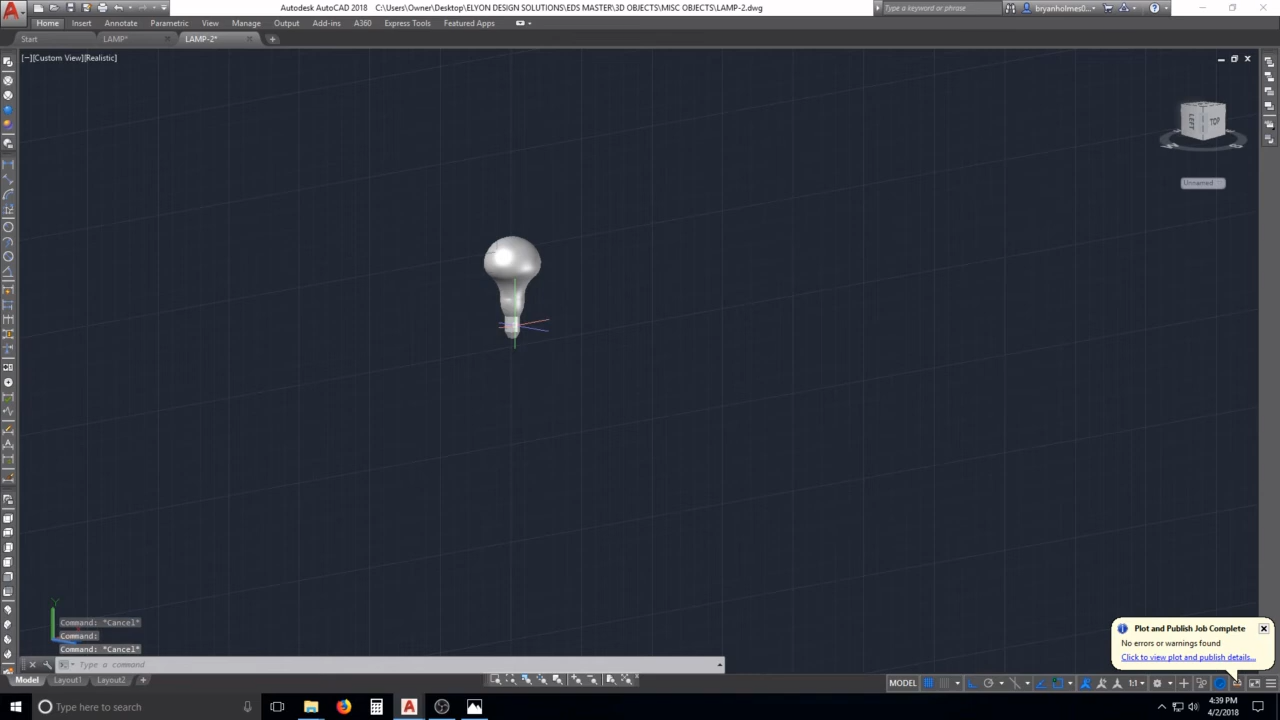 Autodesk AutoCAD 2018 C:\Users\Owner\Desktop\ELYON DESIGN SOLUTIONS\EDS MASTER\3D OBJECTS\MISC OBJECTS\LAMP-2.dwg
Type a keyword or phrase
bryanholmes0...
Home Insert Annotate Parametric View Manage Output Add-ins A360 Express Tools Featured Apps
Start LAMP* LAMP-2*
[−][Custom View][Realistic]
LEFT TOP
Unnamed
Y
Command: *Cancel*
Command:
Command: *Cancel*
Type a command
Plot and Publish Job Complete
No errors or warnings found
Click to view plot and publish details...
Model Layout1 Layout2
MODEL 1:1
Type here to search
4:39 PM
4/2/2018